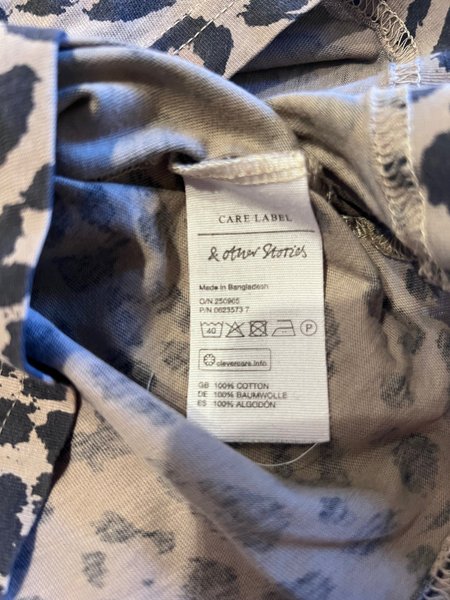 CARE LABEL
& other Stories
Made in Bangladesh
O/N 250965
P/N 0623573 7
40 P
clevercare.info
GB 100% COTTON
DE 100% BAUMWOLLE
ES 100% ALGODÓN